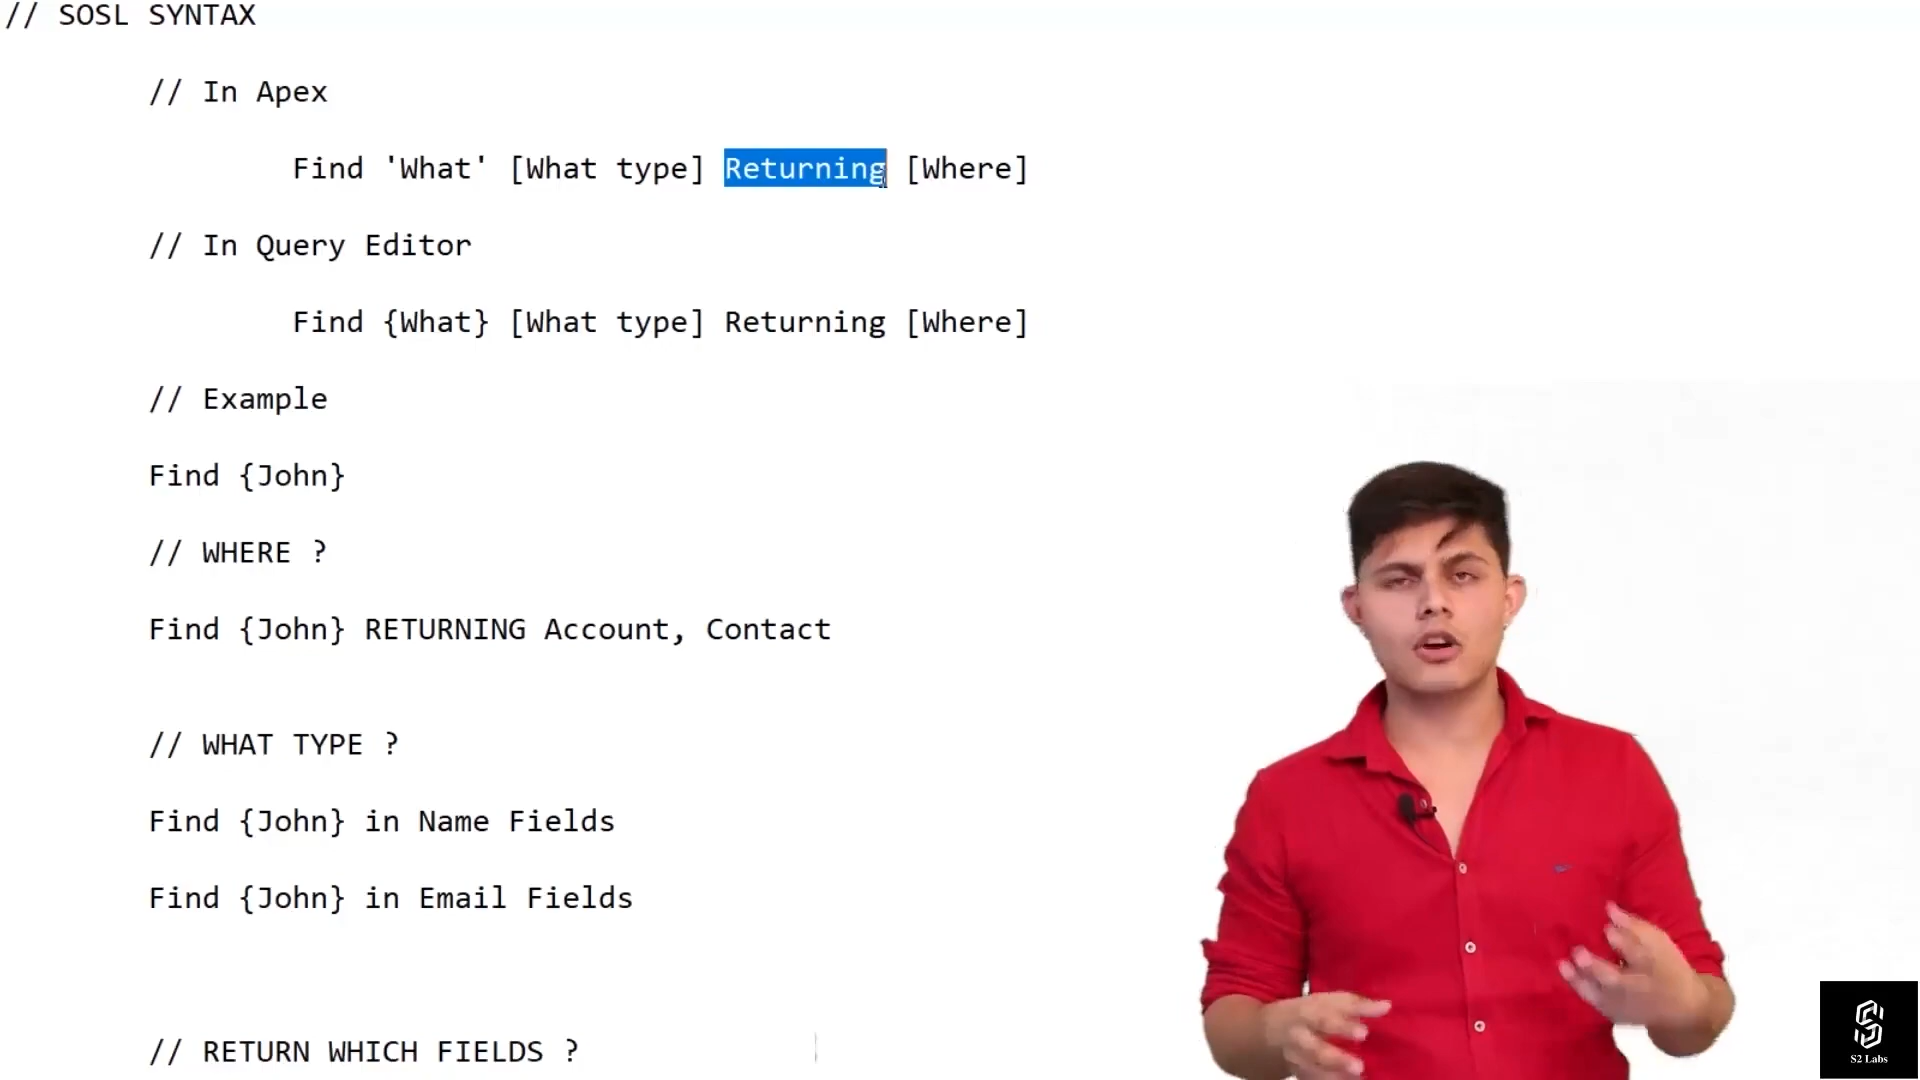 // SOSL SYNTAX
// In Apex
Find 'What' [What type] Returning [Where]
// In Query Editor
Find {What} [What type] Returning [Where]
// Example
Find {John}
// WHERE ?
Find {John} RETURNING Account, Contact
// WHAT TYPE ?
Find {John} in Name Fields
Find {John} in Email Fields
// RETURN WHICH FIELDS ?
S2 Labs